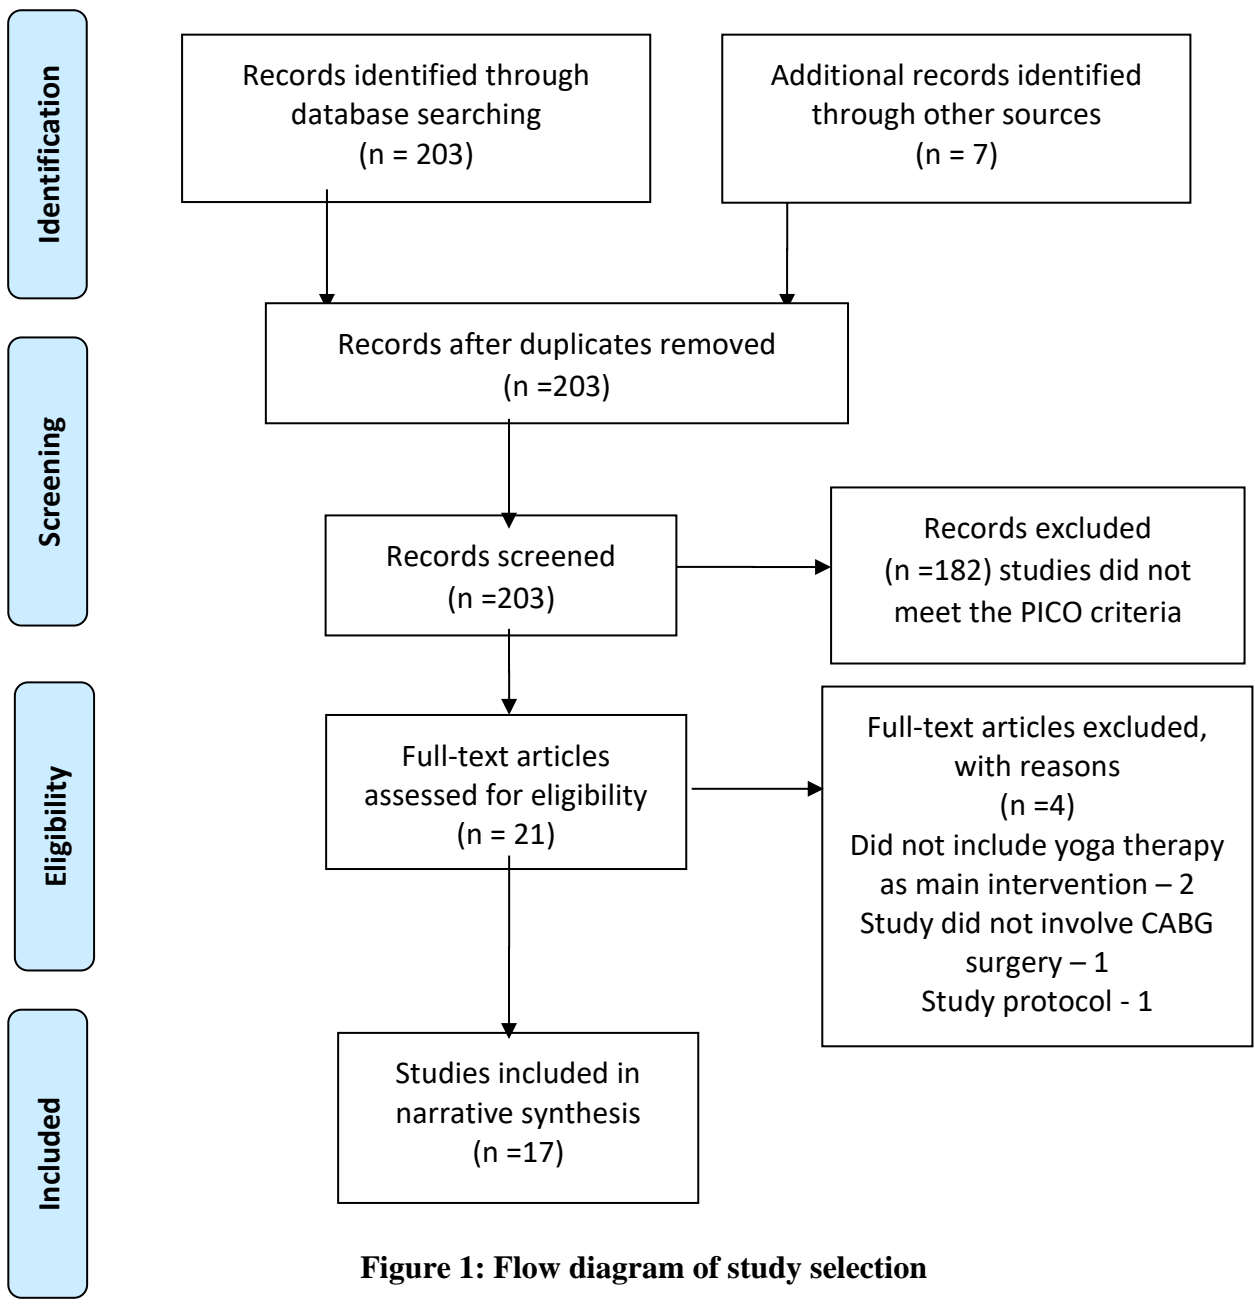 Identification
Records identified through
database searching
(n = 203)
Additional records identified
through other sources
(n = 7)
Records after duplicates removed
(n =203)
Screening
Records screened
(n =203)
Records excluded
(n =182) studies did not
meet the PICO criteria
Eligibility
Full-text articles
assessed for eligibility
(n = 21)
Full-text articles excluded,
with reasons
(n =4)
Did not include yoga therapy
as main intervention – 2
Study did not involve CABG
surgery – 1
Study protocol - 1
Included
Studies included in
narrative synthesis
(n =17)
Figure 1: Flow diagram of study selection